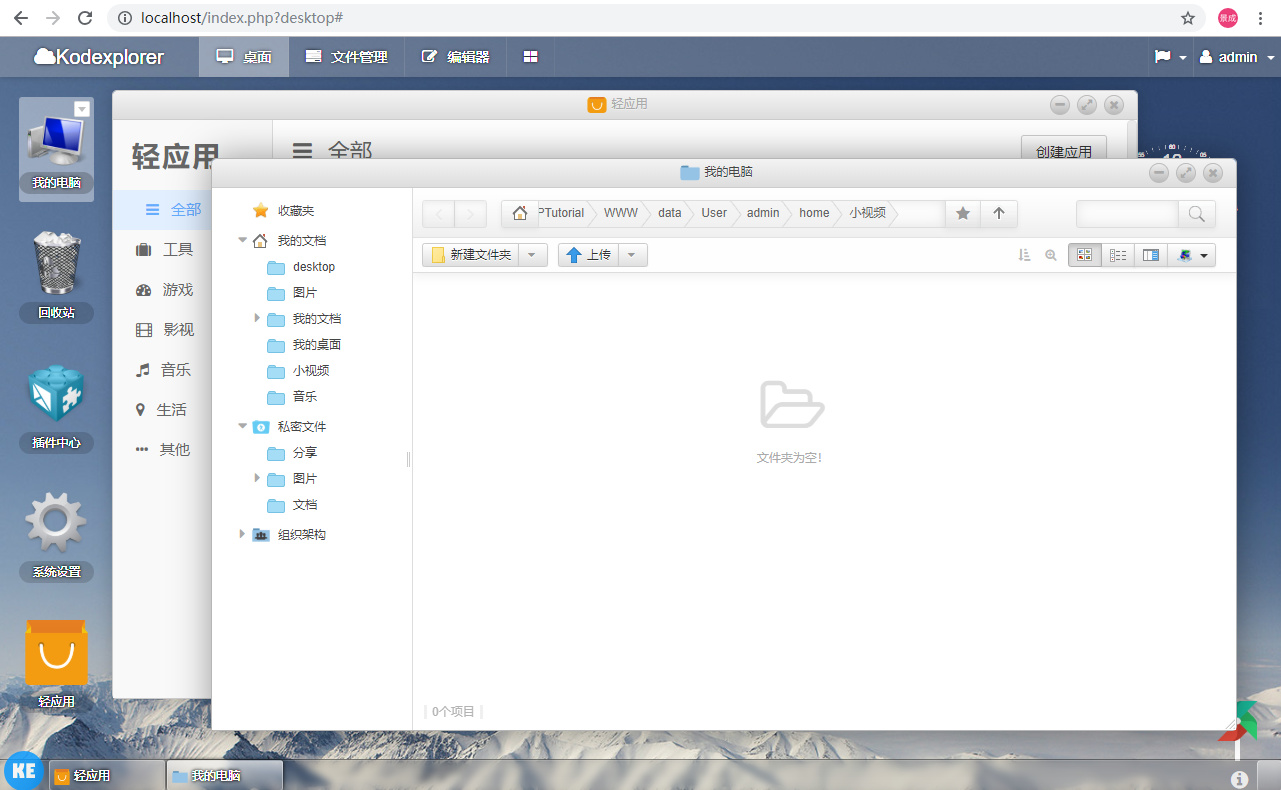 localhost/index.php?desktop#
景成
Kodexplorer
桌面
文件管理
编辑器
admin
轻应用
轻应用
全部
创建应用
全部
工具
游戏
影视
音乐
生活
其他
我的电脑
回收站
插件中心
系统设置
轻应用
我的电脑
收藏夹
我的文档
desktop
图片
我的文档
我的桌面
小视频
音乐
私密文件
分享
图片
文档
组织架构
PTutorial WWW data User admin home 小视频
新建文件夹
上传
文件夹为空!
0个项目
60
KE
轻应用
我的电脑